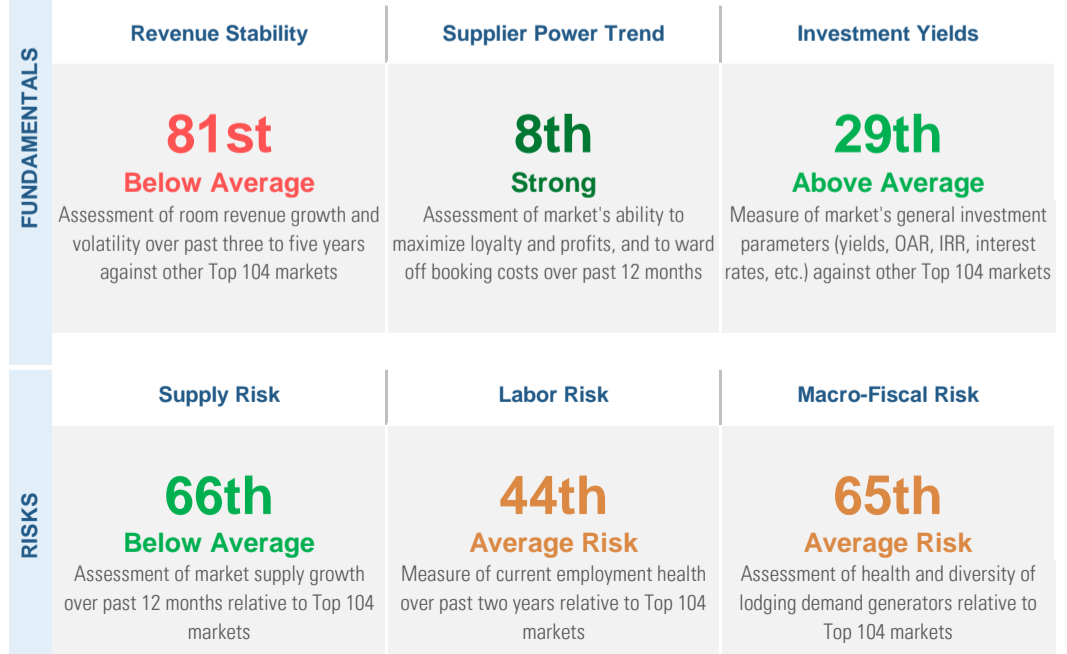 FUNDAMENTALS
Revenue Stability
81st
Below Average
Assessment of room revenue growth and
volatility over past three to five years
against other Top 104 markets
Supplier Power Trend
8th
Strong
Assessment of market's ability to
maximize loyalty and profits, and to ward
off booking costs over past 12 months
Investment Yields
29th
Above Average
Measure of market's general investment
parameters (yields, OAR, IRR, interest
rates, etc.) against other Top 104 markets
RISKS
Supply Risk
66th
Below Average
Assessment of market supply growth
over past 12 months relative to Top 104
markets
Labor Risk
44th
Average Risk
Measure of current employment health
over past two years relative to Top 104
markets
Macro-Fiscal Risk
65th
Average Risk
Assessment of health and diversity of
lodging demand generators relative to
Top 104 markets